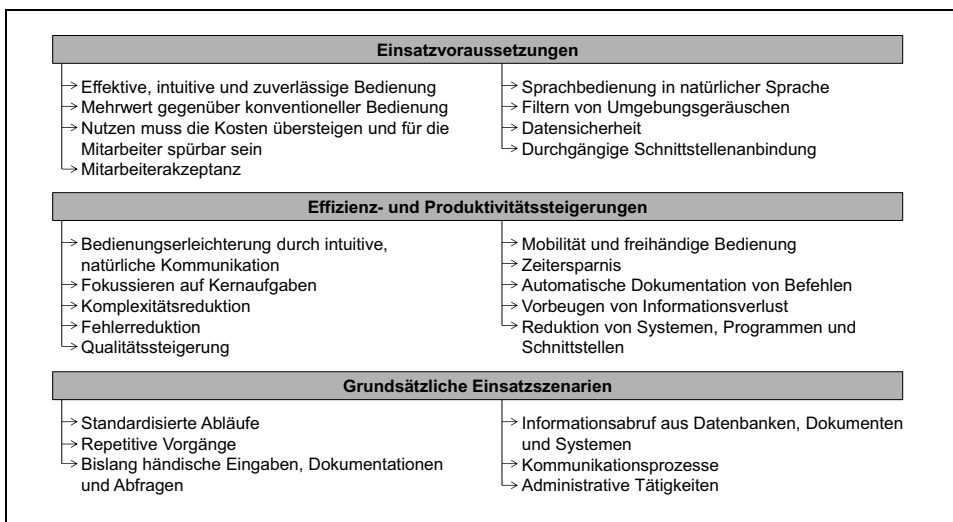 Einsatzvoraussetzungen
Effektive, intuitive und zuverlässige Bedienung
Mehrwert gegenüber konventioneller Bedienung
Nutzen muss die Kosten übersteigen und für die
Mitarbeiter spürbar sein
Mitarbeiterakzeptanz
Sprachbedienung in natürlicher Sprache
Filtern von Umgebungsgeräuschen
Datensicherheit
Durchgängige Schnittstellenanbindung
Effizienz- und Produktivitätssteigerungen
Bedienungserleichterung durch intuitive,
natürliche Kommunikation
Fokussieren auf Kernaufgaben
Komplexitätsreduktion
Fehlerreduktion
Qualitätssteigerung
Mobilität und freihändige Bedienung
Zeitersparnis
Automatische Dokumentation von Befehlen
Vorbeugen von Informationsverlust
Reduktion von Systemen, Programmen und
Schnittstellen
Grundsätzliche Einsatzszenarien
Standardisierte Abläufe
Repetitive Vorgänge
Bislang händische Eingaben, Dokumentationen
und Abfragen
Informationsabruf aus Datenbanken, Dokumenten
und Systemen
Kommunikationsprozesse
Administrative Tätigkeiten